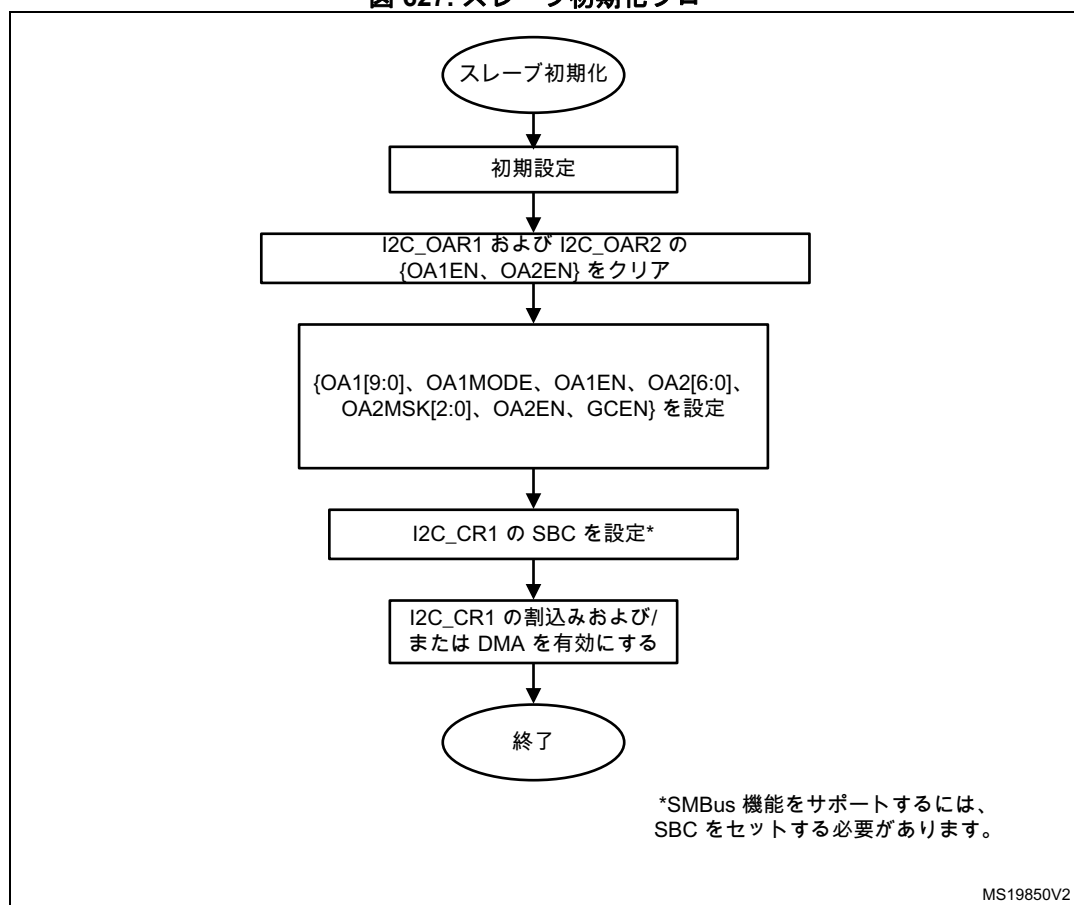 スレーブ初期化
初期設定
I2C_OAR1 および I2C_OAR2 の
{OA1EN、OA2EN} をクリア
{OA1[9:0]、OA1MODE、OA1EN、OA2[6:0]、
OA2MSK[2:0]、OA2EN、GCEN} を設定
I2C_CR1 の SBC を設定*
I2C_CR1 の割込みおよび/
または DMA を有効にする
終了
*SMBus 機能をサポートするには、
SBC をセットする必要があります。
MS19850V2